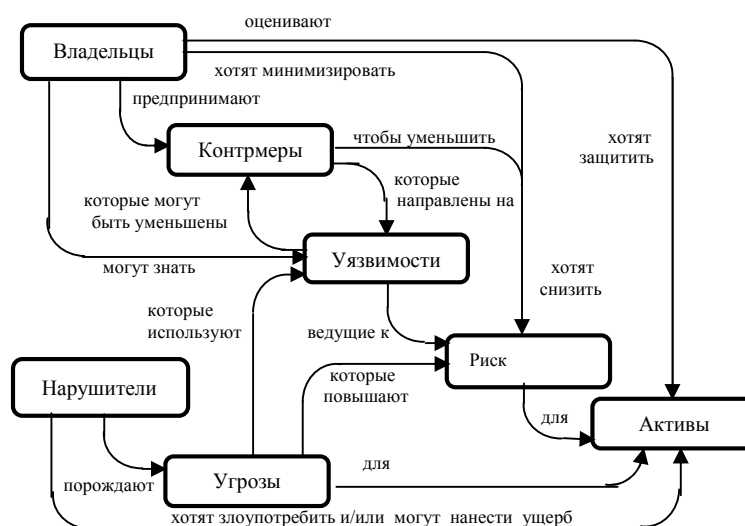 оценивают
Владельцы
хотят минимизировать
предпринимают
Контрмеры
чтобы уменьшить
хотят
защитить
которые могут
быть уменьшены
которые
направлены на
Уязвимости
могут знать
хотят
снизить
которые
используют
ведущие к
Риск
Нарушители
которые
повышают
для
Активы
порождают
Угрозы
для
хотят злоупотребить и/или могут нанести ущерб